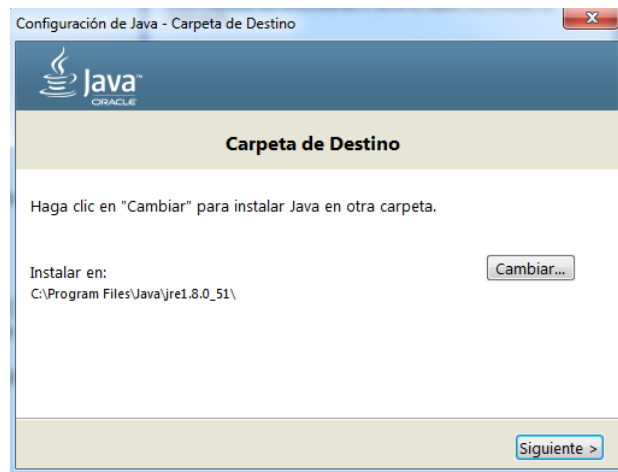 Configuración de Java - Carpeta de Destino
Java™
ORACLE
Carpeta de Destino
Haga clic en "Cambiar" para instalar Java en otra carpeta.
Instalar en:
Cambiar...
C:\Program Files\Java\jre1.8.0_51\
Siguiente >